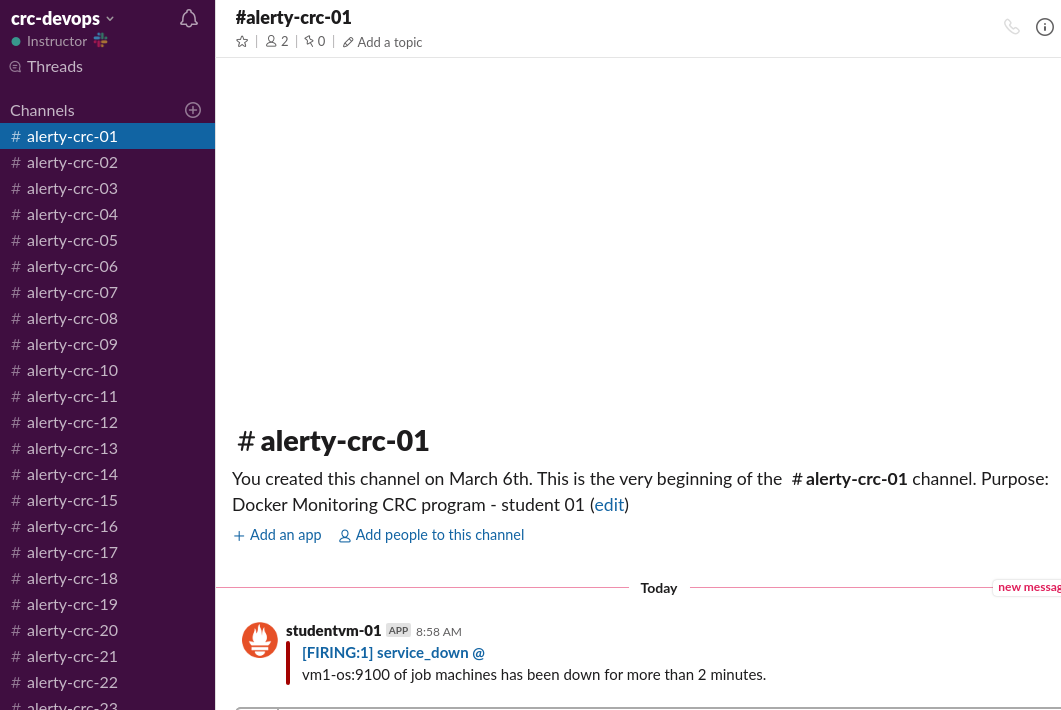 crc-devops
Instructor
Threads
Channels
# alerty-crc-01
# alerty-crc-02
# alerty-crc-03
# alerty-crc-04
# alerty-crc-05
# alerty-crc-06
# alerty-crc-07
# alerty-crc-08
# alerty-crc-09
# alerty-crc-10
# alerty-crc-11
# alerty-crc-12
# alerty-crc-13
# alerty-crc-14
# alerty-crc-15
# alerty-crc-16
# alerty-crc-17
# alerty-crc-18
# alerty-crc-19
# alerty-crc-20
# alerty-crc-21
# alerty-crc-22
# alerty-crc-23
#alerty-crc-01
2 | 0 | Add a topic
# alerty-crc-01
You created this channel on March 6th. This is the very beginning of the # alerty-crc-01 channel. Purpose:
Docker Monitoring CRC program - student 01 (edit)
+ Add an app Add people to this channel
Today
new messag
studentvm-01 APP 8:58 AM
[FIRING:1] service_down @
vm1-os:9100 of job machines has been down for more than 2 minutes.